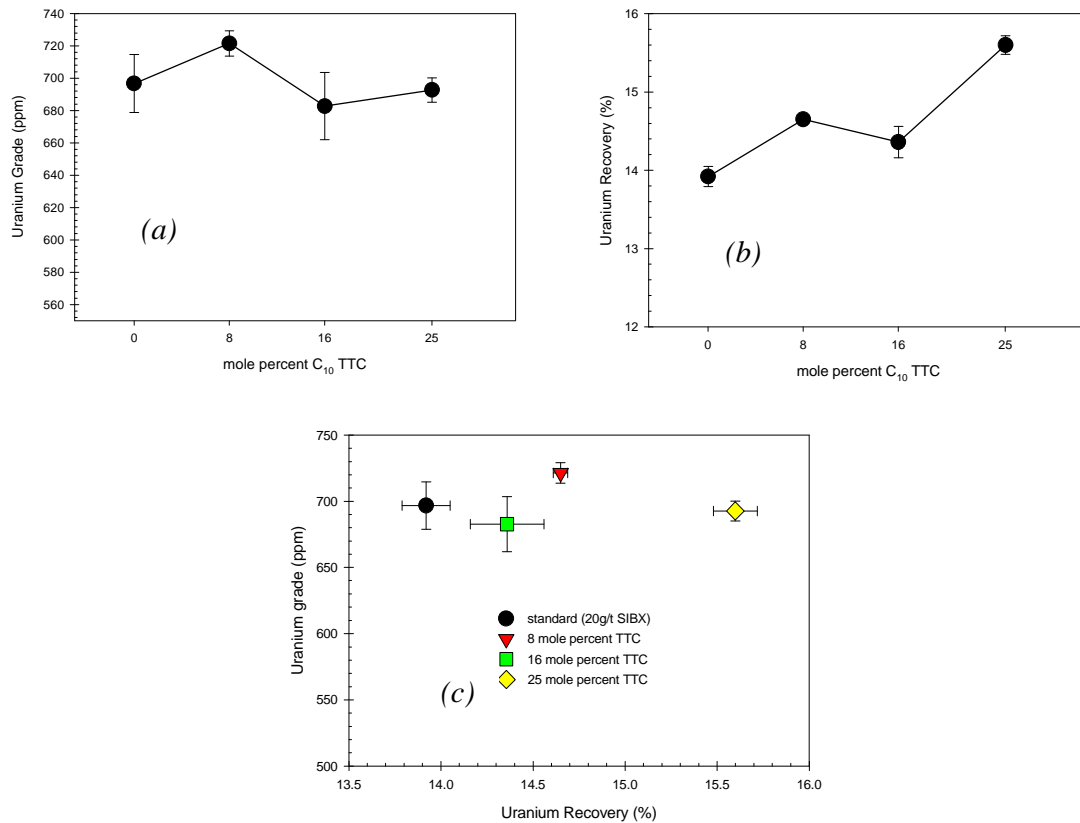 740
720
700
680
660
640
620
600
580
560
Uranium Grade (ppm)
(a)
0 8 16 25
mole percent C10 TTC
16
15
14
13
12
Uranium Recovery (%)
(b)
0 8 16 25
mole percent C10 TTC
750
700
650
600
550
500
Uranium grade (ppm)
standard (20g/t SIBX)
8 mole percent TTC
16 mole percent TTC
25 mole percent TTC
(c)
13.5 14.0 14.5 15.0 15.5 16.0
Uranium Recovery (%)